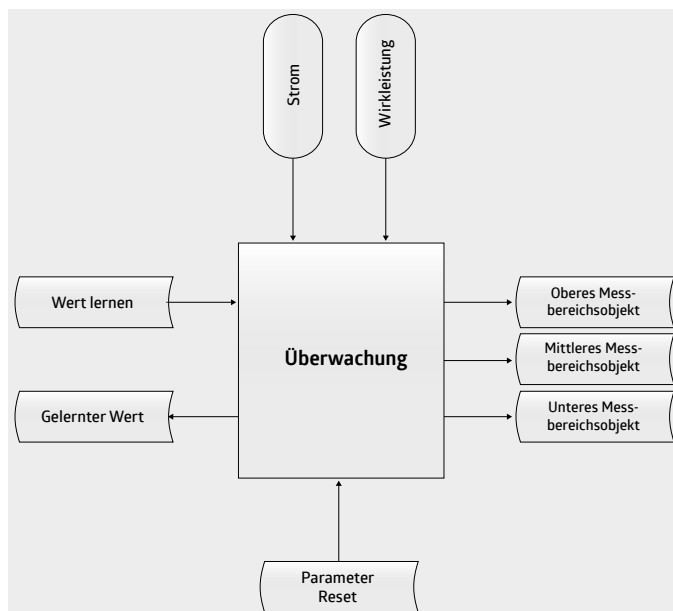 Strom
Wirkleistung
Wert lernen
Gelernter Wert
Überwachung
Oberes Mess-
bereichsobjekt
Mittleres Mess-
bereichsobjekt
Unteres Mess-
bereichsobjekt
Parameter
Reset